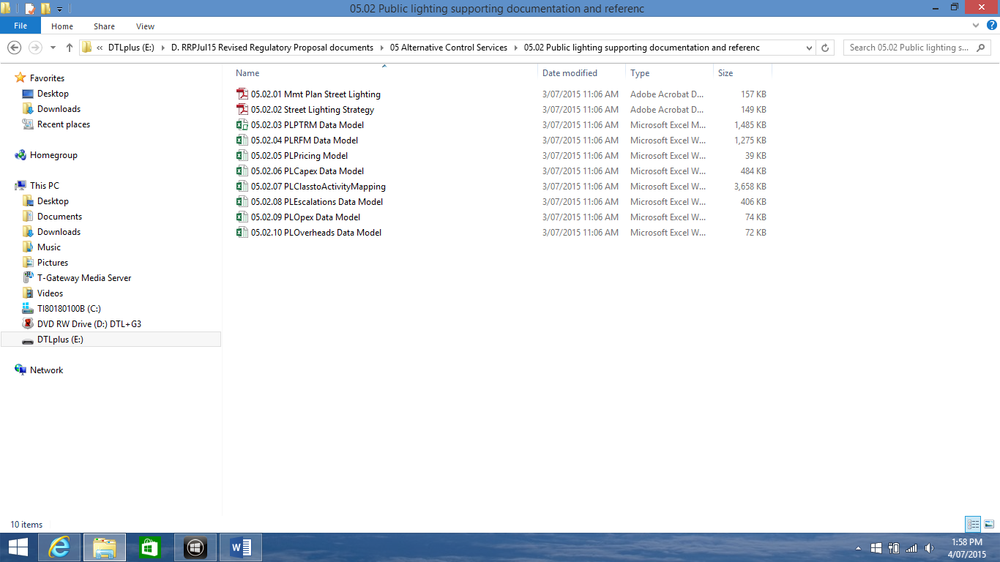 05.02 Public lighting supporting documentation and referenc
File Home Share View
« DTLplus (E:) D. RRPJul15 Revised Regulatory Proposal documents 05 Alternative Control Services 05.02 Public lighting supporting documentation and referenc Search 05.02 Public lighting s...
Favorites
Desktop
Downloads
Recent places
Homegroup
This PC
Desktop
Documents
Downloads
Music
Pictures
T-Gateway Media Server
Videos
TI80180100B (C:)
DVD RW Drive (D:) DTL+G3
DTLplus (E:)
Network
Name Date modified Type Size
05.02.01 Mmt Plan Street Lighting 3/07/2015 11:06 AM Adobe Acrobat D... 157 KB
05.02.02 Street Lighting Strategy 3/07/2015 11:06 AM Adobe Acrobat D... 149 KB
05.02.03 PLPTRM Data Model 3/07/2015 11:06 AM Microsoft Excel M... 1,485 KB
05.02.04 PLRFM Data Model 3/07/2015 11:06 AM Microsoft Excel W... 1,275 KB
05.02.05 PLPricing Model 3/07/2015 11:06 AM Microsoft Excel W... 39 KB
05.02.06 PLCapex Data Model 3/07/2015 11:06 AM Microsoft Excel W... 484 KB
05.02.07 PLClasstoActivityMapping 3/07/2015 11:06 AM Microsoft Excel W... 3,658 KB
05.02.08 PLEscalations Data Model 3/07/2015 11:06 AM Microsoft Excel W... 406 KB
05.02.09 PLOpex Data Model 3/07/2015 11:06 AM Microsoft Excel W... 74 KB
05.02.10 PLOverheads Data Model 3/07/2015 11:06 AM Microsoft Excel W... 72 KB
10 items
1:58 PM
4/07/2015